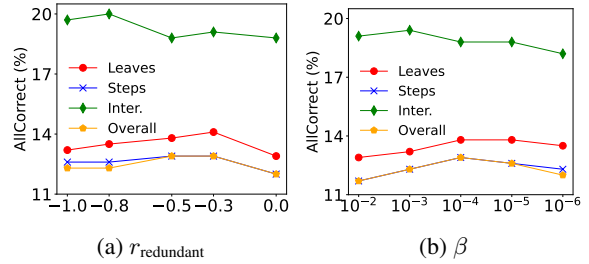 AllCorrect (%)
20
17
14
11
Leaves
Steps
Inter.
Overall
−1.0 −0.8 −0.5 −0.3 0.0
(a) r_redundant
AllCorrect (%)
20
17
14
11
Leaves
Steps
Inter.
Overall
10⁻² 10⁻³ 10⁻⁴ 10⁻⁵ 10⁻⁶
(b) β